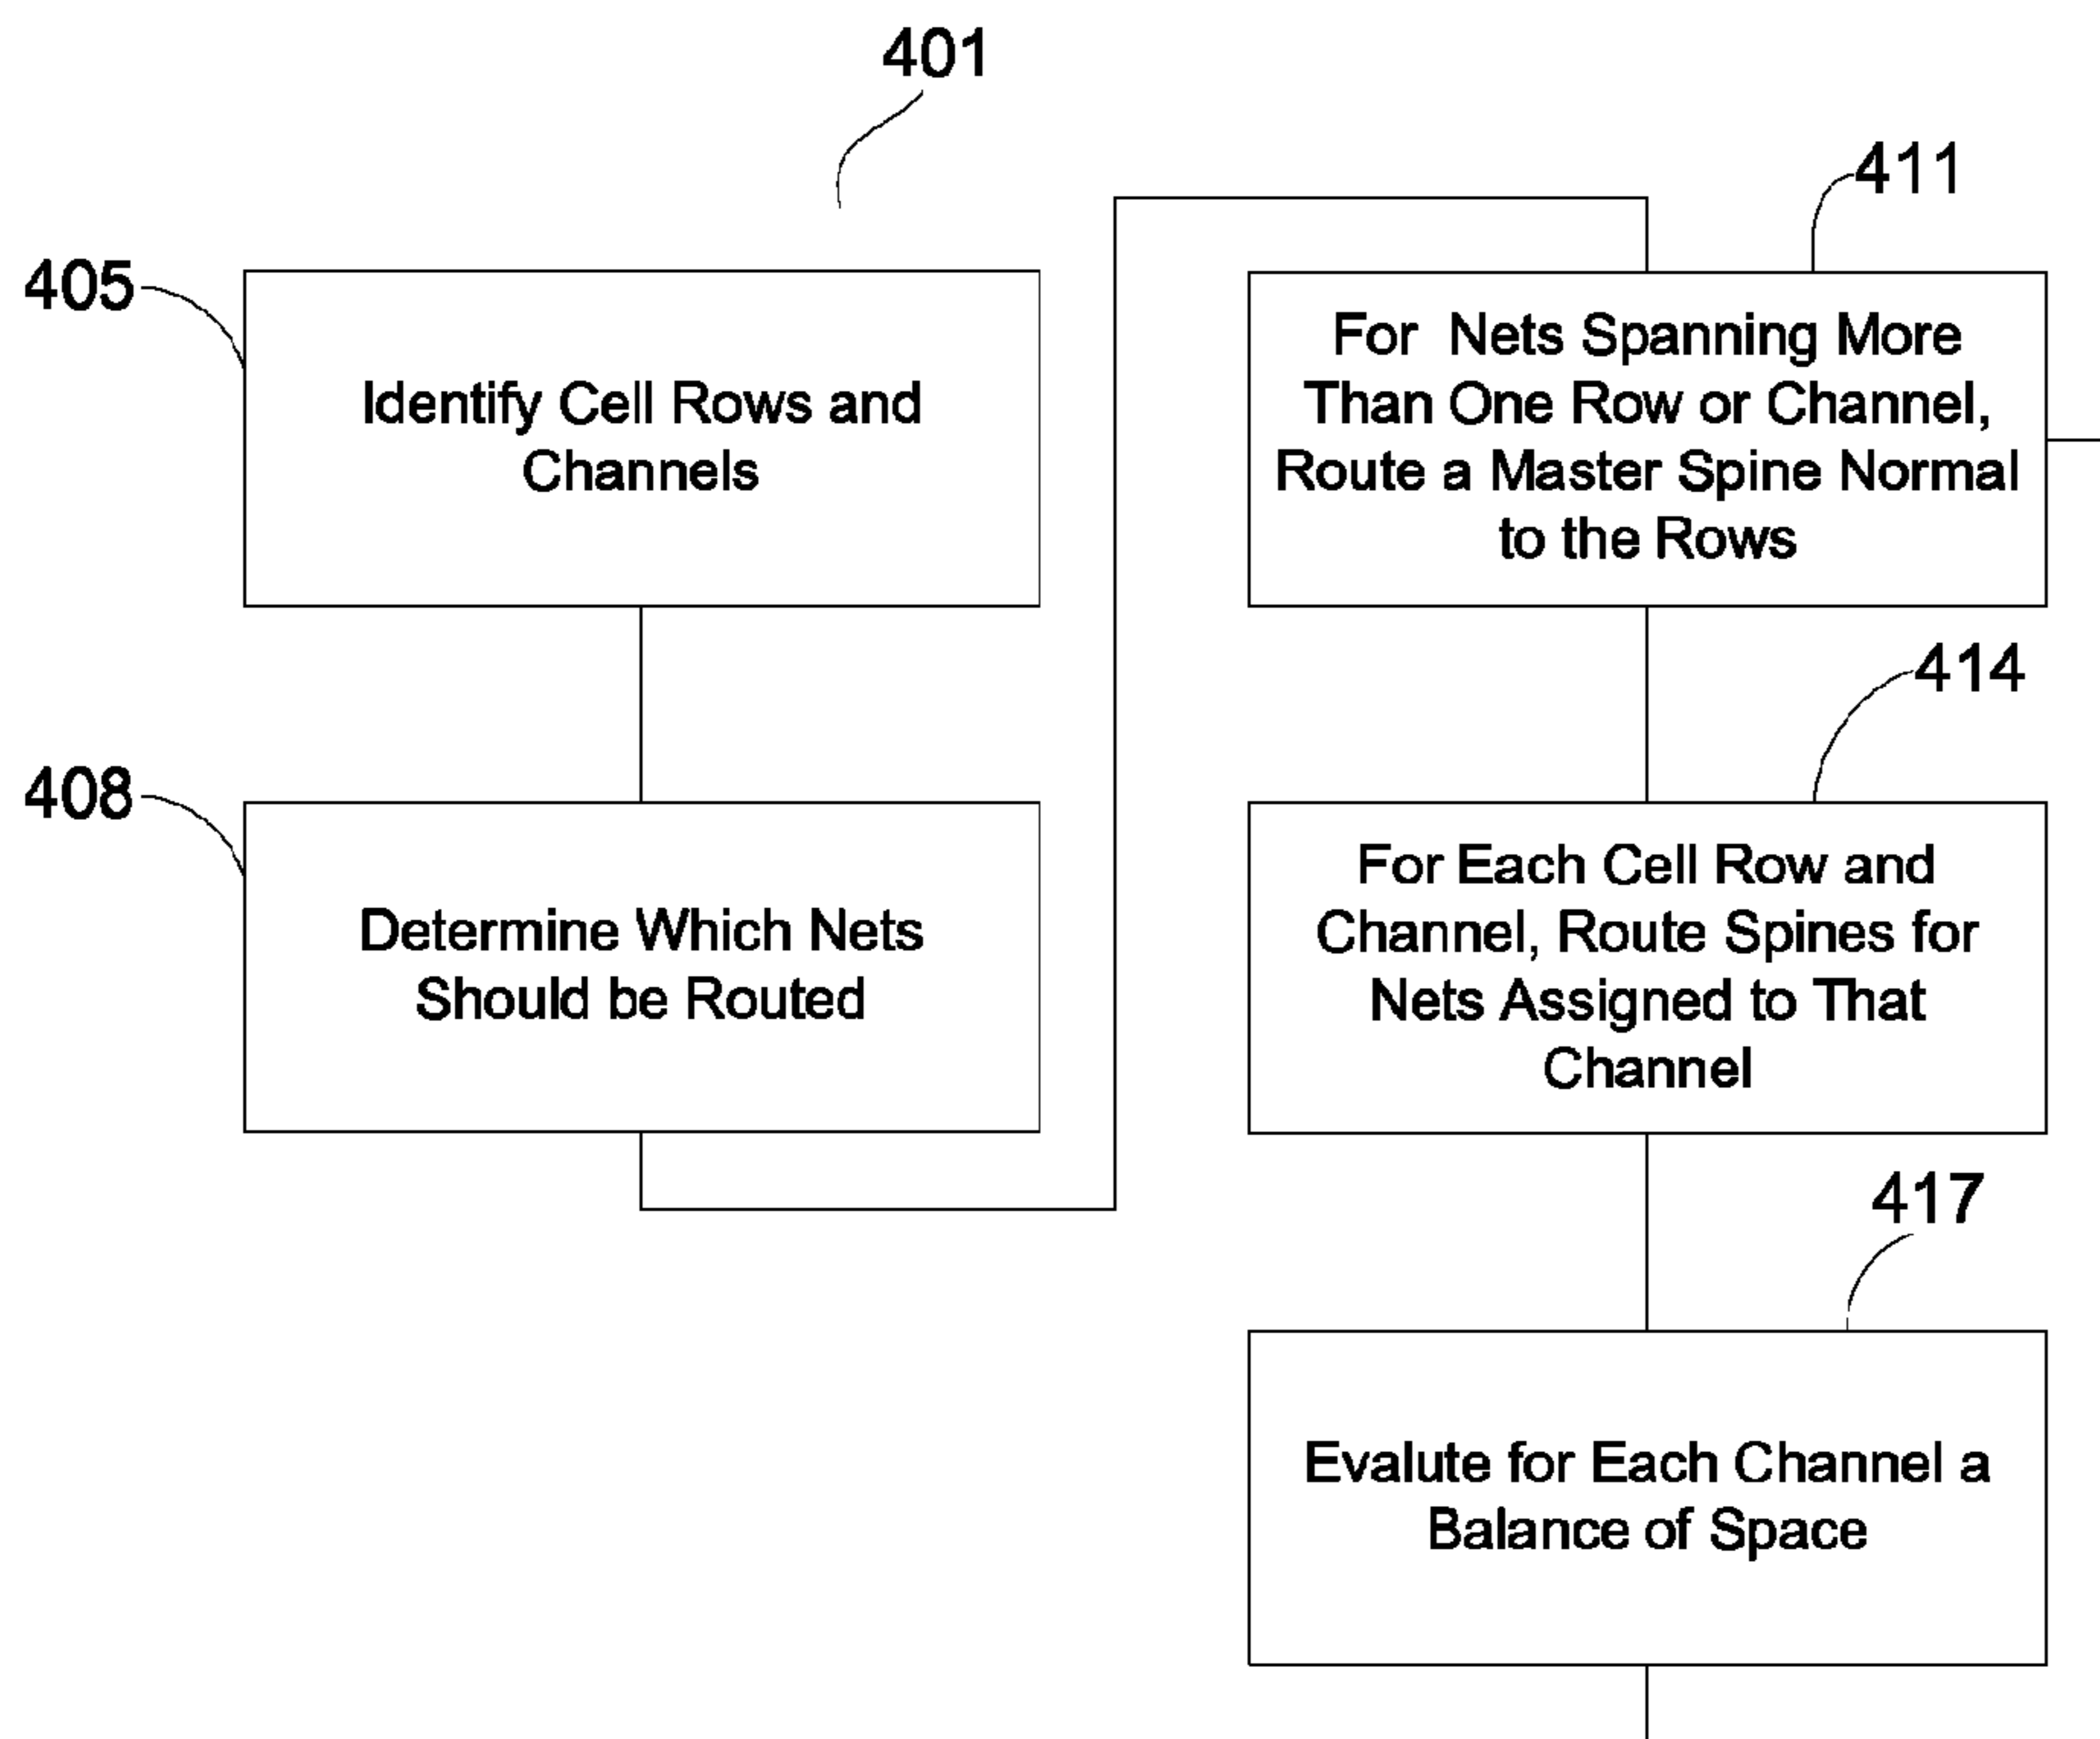 401
405
Identify Cell Rows and
Channels
408
Determine Which Nets
Should be Routed
411
For Nets Spanning More
Than One Row or Channel,
Route a Master Spine Normal
to the Rows
414
For Each Cell Row and
Channel, Route Spines for
Nets Assigned to That
Channel
417
Evalute for Each Channel a
Balance of Space